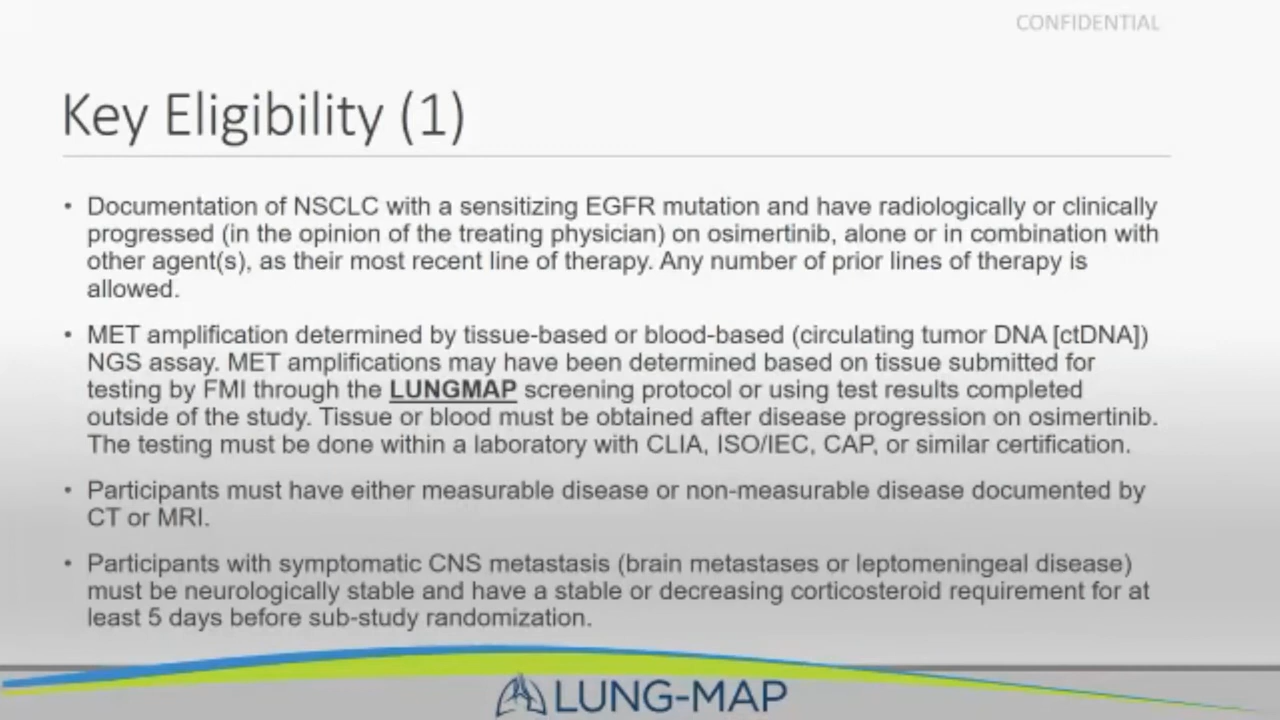 CONFIDENTIAL
Key Eligibility (1)
• Documentation of NSCLC with a sensitizing EGFR mutation and have radiologically or clinically
progressed (in the opinion of the treating physician) on osimertinib, alone or in combination with
other agent(s), as their most recent line of therapy. Any number of prior lines of therapy is
allowed.
• MET amplification determined by tissue-based or blood-based (circulating tumor DNA [ctDNA])
NGS assay. MET amplifications may have been determined based on tissue submitted for
testing by FMI through the LUNGMAP screening protocol or using test results completed
outside of the study. Tissue or blood must be obtained after disease progression on osimertinib.
The testing must be done within a laboratory with CLIA, ISO/IEC, CAP, or similar certification.
• Participants must have either measurable disease or non-measurable disease documented by
CT or MRI.
• Participants with symptomatic CNS metastasis (brain metastases or leptomeningeal disease)
must be neurologically stable and have a stable or decreasing corticosteroid requirement for at
least 5 days before sub-study randomization.
LUNG-MAP